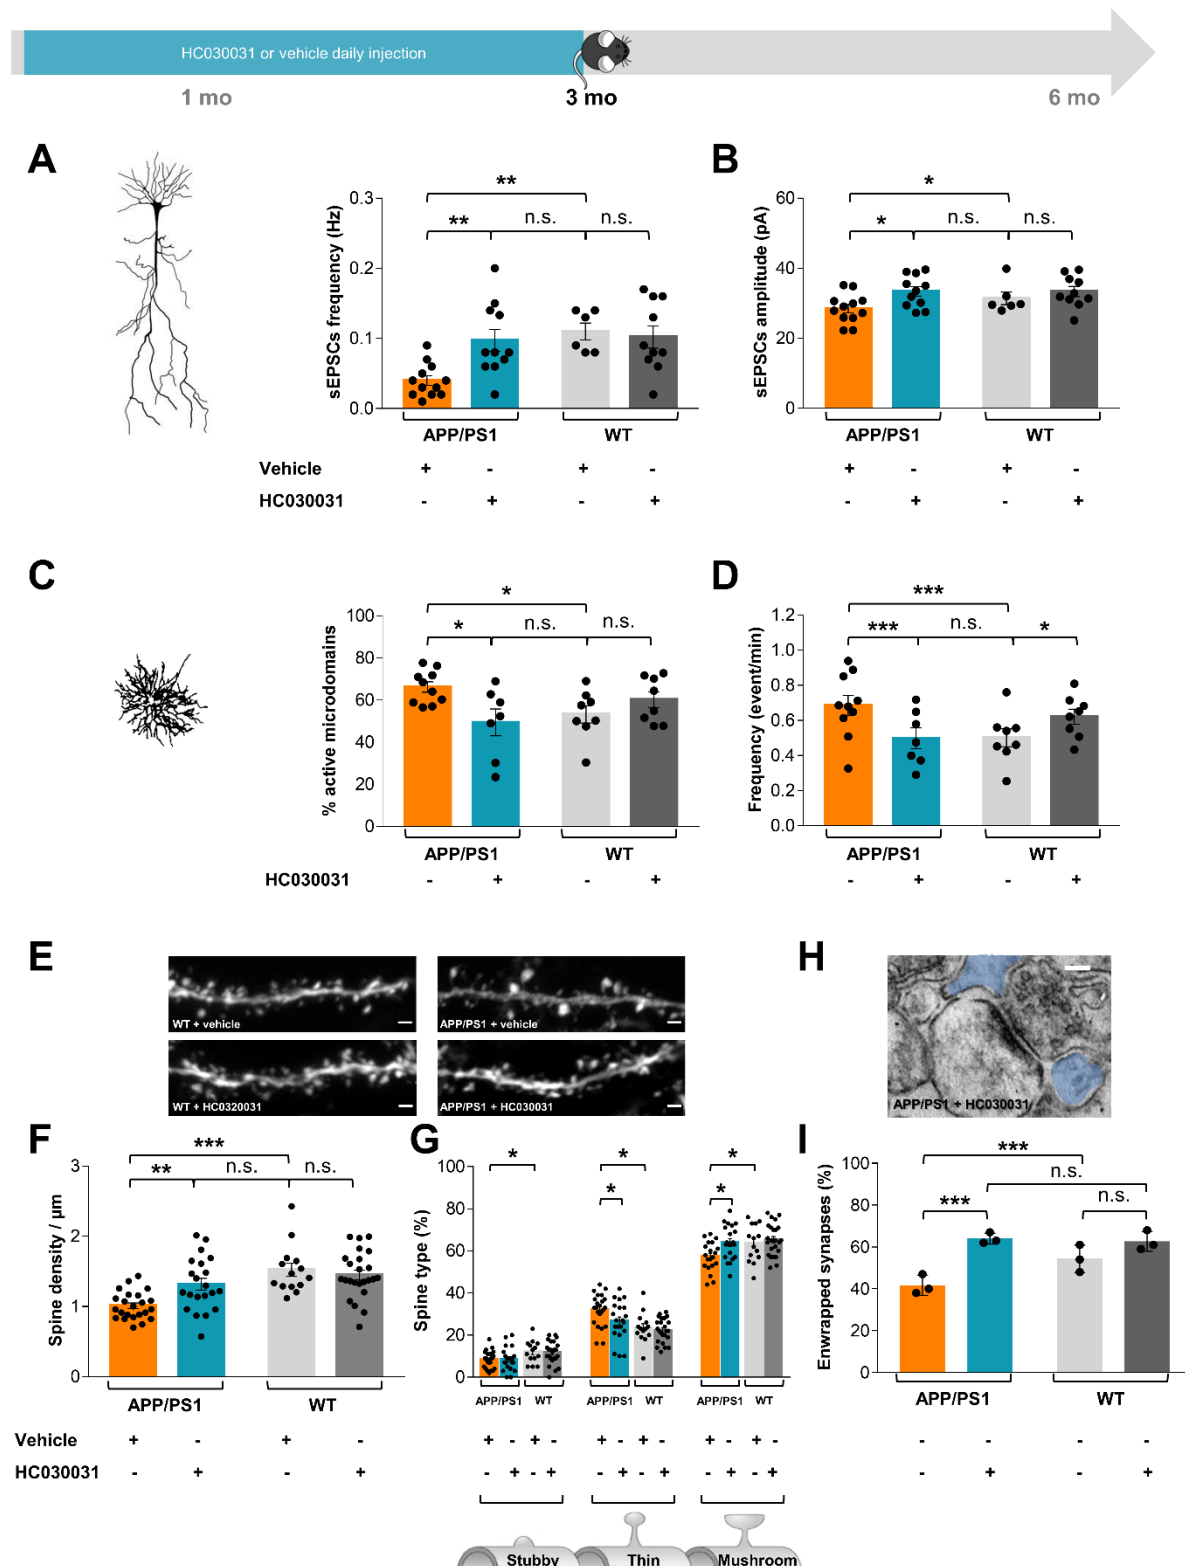 HC030031 or vehicle daily injection
1 mo
3 mo
6 mo
A
sEPSCs frequency (Hz)
0.3
0.2
0.1
0.0
**
**
n.s.
n.s.
APP/PS1
WT
B
sEPSCs amplitude (pA)
60
40
20
0
*
*
n.s.
n.s.
APP/PS1
WT
Vehicle + - + - + - + -
HC030031 - + - + - + - +
C
% active microdomains
100
80
60
40
20
0
*
*
n.s.
n.s.
APP/PS1
WT
D
Frequency (event/min)
1.2
1.0
0.8
0.6
0.4
0.2
0.0
***
***
n.s.
*
APP/PS1
WT
HC030031 - + - + - + - +
E
WT + vehicle
APP/PS1 + vehicle
WT + HC0320031
APP/PS1 + HC030031
H
APP/PS1 + HC030031
F
Spine density / µm
3
2
1
0
***
**
n.s.
n.s.
APP/PS1
WT
G
Spine type (%)
100
80
60
40
20
0
*
*
*
*
*
APP/PS1 WT APP/PS1 WT APP/PS1 WT
I
Enwrapped synapses (%)
100
80
60
40
20
0
***
***
n.s.
n.s.
APP/PS1
WT
Vehicle + - + - + - + - + - + - + - + - - - - -
HC030031 - + - + - + - + - + - + - + - + - + - +
Stubby
Thin
Mushroom